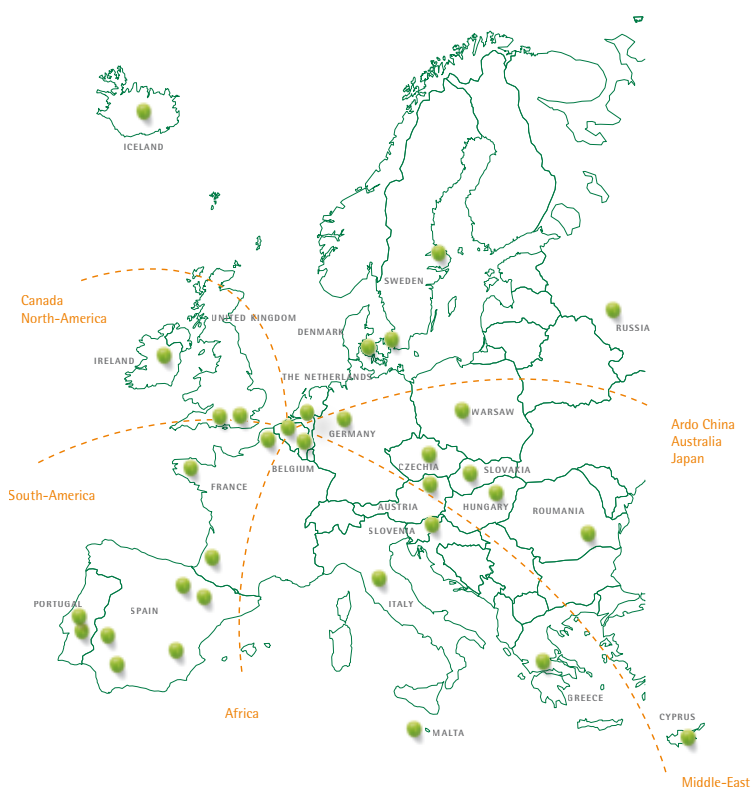 ICELAND
SWEDEN
Canada
North-America
UNITED KINGDOM
DENMARK
RUSSIA
IRELAND
THE NETHERLANDS
WARSAW
Ardo China
Australia
Japan
GERMANY
BELGIUM
CZECHIA
SLOVAKIA
South-America
FRANCE
AUSTRIA
HUNGARY
ROUMANIA
SLOVENIA
PORTUGAL
SPAIN
ITALY
GREECE
Africa
CYPRUS
MALTA
Middle-East